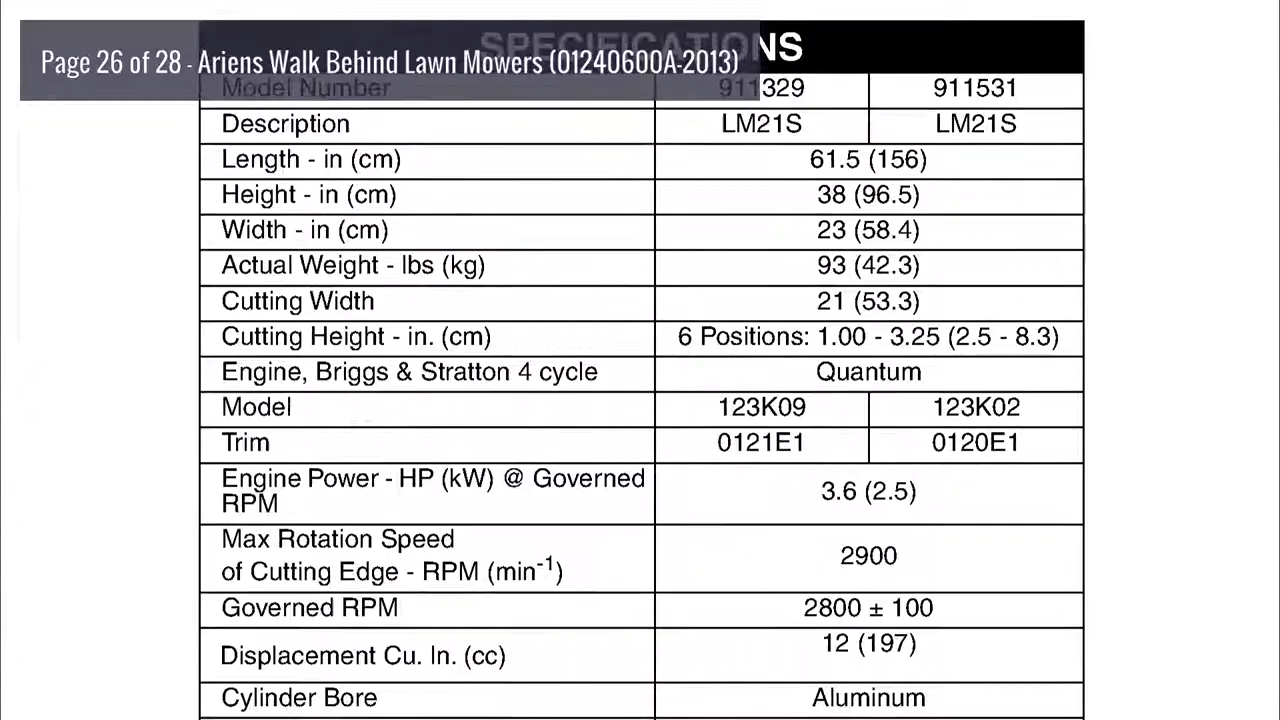 SPECIFICATIONS
Page 26 of 28 - Ariens Walk Behind Lawn Mowers (01240600A-2013)
Model Number 911329 911531
Description LM21S LM21S
Length - in (cm) 61.5 (156)
Height - in (cm) 38 (96.5)
Width - in (cm) 23 (58.4)
Actual Weight - lbs (kg) 93 (42.3)
Cutting Width 21 (53.3)
Cutting Height - in. (cm) 6 Positions: 1.00 - 3.25 (2.5 - 8.3)
Engine, Briggs & Stratton 4 cycle Quantum
Model 123K09 123K02
Trim 0121E1 0120E1
Engine Power - HP (kW) @ Governed
RPM 3.6 (2.5)
Max Rotation Speed
of Cutting Edge - RPM (min⁻¹) 2900
Governed RPM 2800 ± 100
Displacement Cu. In. (cc) 12 (197)
Cylinder Bore Aluminum